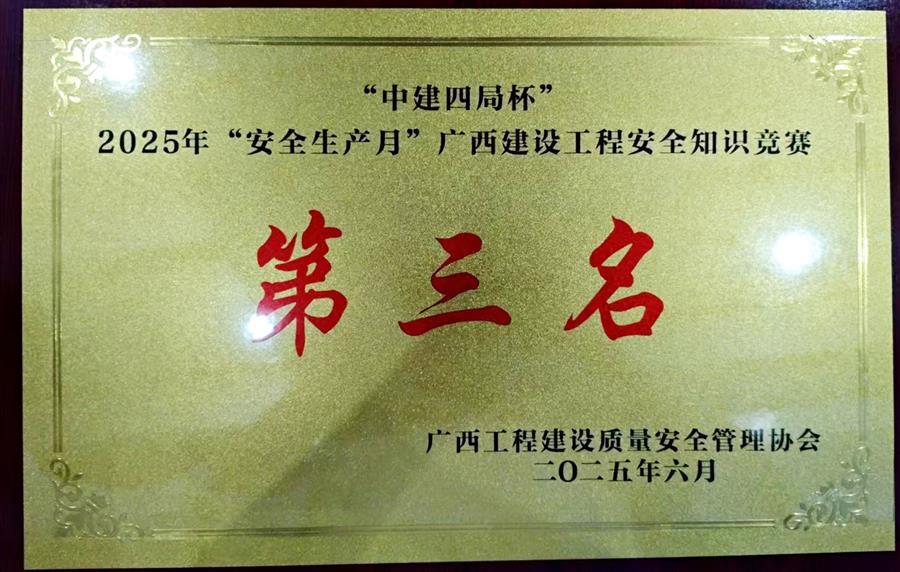 “中建四局杯”
2025年“安全生产月”广西建设工程安全知识竞赛
第三名
广西工程建设质量安全管理协会
二〇二五年六月